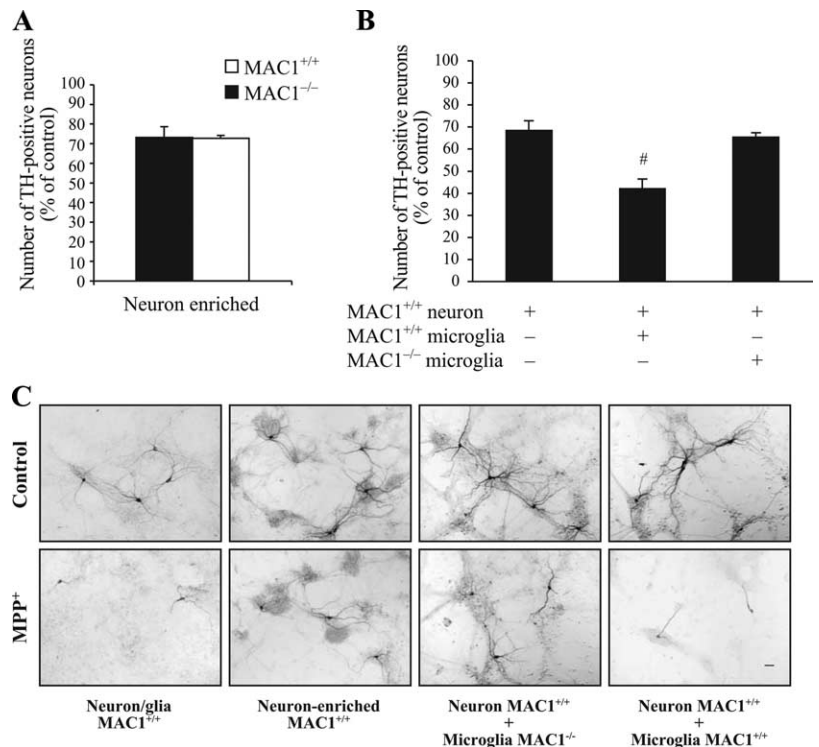 A
Number of TH-positive neurons
(% of control)
100
90
80
70
60
50
40
30
20
10
0
MAC1+/+
MAC1−/−
Neuron enriched
B
Number of TH-positive neurons
(% of control)
100
90
80
70
60
50
40
30
20
10
0
#
MAC1+/+ neuron + + +
MAC1+/+ microglia − + −
MAC1−/− microglia − − +
C
Control
MPP+
Neuron/glia
MAC1+/+
Neuron-enriched
MAC1+/+
Neuron MAC1+/+
+
Microglia MAC1−/−
Neuron MAC1+/+
+
Microglia MAC1+/+